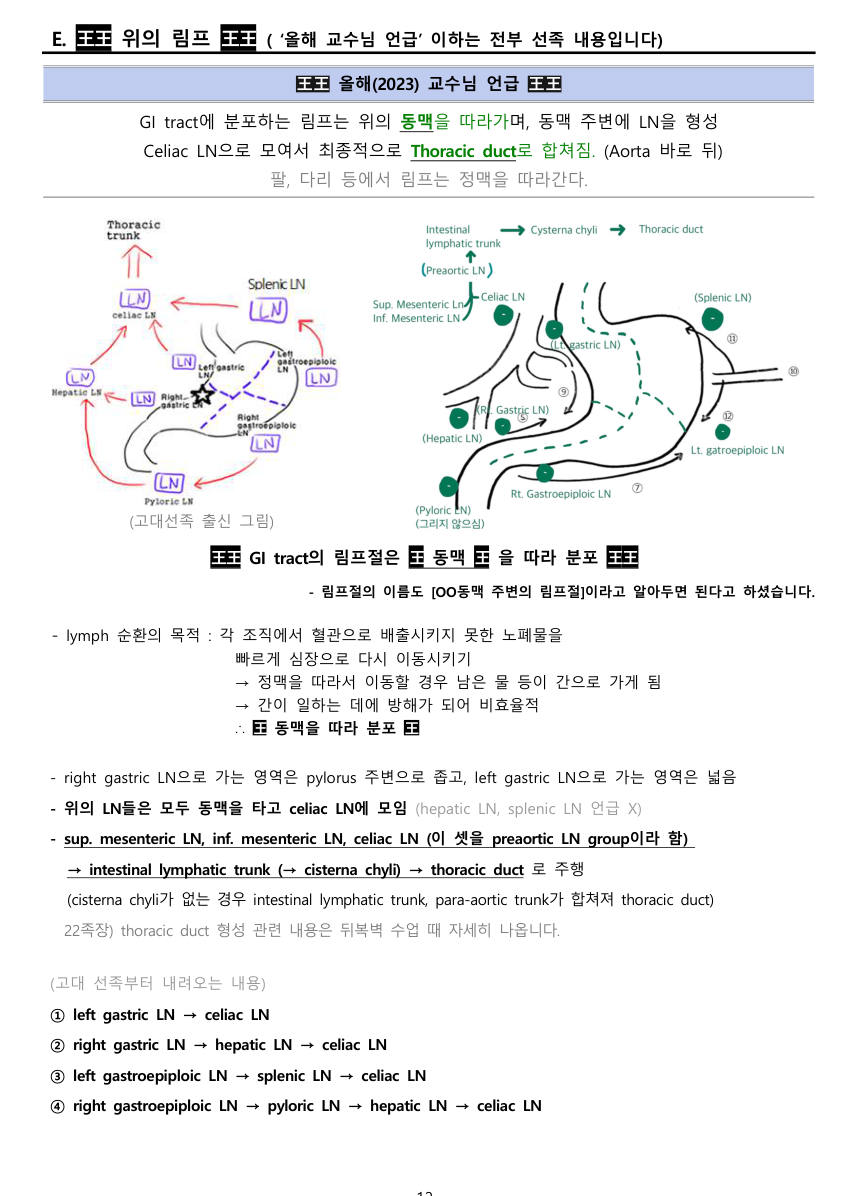 E. 王王 위의 림프 王王 ( ‘올해 교수님 언급’ 이하는 전부 선족 내용입니다)
王王 올해(2023) 교수님 언급 王王
GI tract에 분포하는 림프는 위의 동맥을 따라가며, 동맥 주변에 LN을 형성
Celiac LN으로 모여서 최종적으로 Thoracic duct로 합쳐짐. (Aorta 바로 뒤)
팔, 다리 등에서 림프는 정맥을 따라간다.
Thoracic
trunk
LN
celiac LN
Splenic LN
LN
LN
Hepatic LN
LN
Left gastric
LN
Left
gastroepiploic
LN
LN
LN
Right
gastric LN
Right
gastroepiploic
LN
LN
LN
Pyloric LN
(고대선족 출신 그림)
Intestinal
lymphatic trunk
Cysterna chyli
Thoracic duct
(Preaortic LN )
Sup. Mesenteric Ln
Inf. Mesenteric LN
Celiac LN
(Lt. gastric LN)
(Splenic LN)
⑪
⑩
⑨
(Rt. Gastric LN)
⑤
(Hepatic LN)
⑫
Lt. gatroepiploic LN
Rt. Gastroepiploic LN
⑦
(Pyloric LN)
(그리지 않으심)
王王 GI tract의 림프절은 王 동맥 王 을 따라 분포 王王
- 림프절의 이름도 [OO동맥 주변의 림프절]이라고 알아두면 된다고 하셨습니다.
- lymph 순환의 목적 : 각 조직에서 혈관으로 배출시키지 못한 노폐물을
빠르게 심장으로 다시 이동시키기
→ 정맥을 따라서 이동할 경우 남은 물 등이 간으로 가게 됨
→ 간이 일하는 데에 방해가 되어 비효율적
∴ 王 동맥을 따라 분포 王
- right gastric LN으로 가는 영역은 pylorus 주변으로 좁고, left gastric LN으로 가는 영역은 넓음
- 위의 LN들은 모두 동맥을 타고 celiac LN에 모임 (hepatic LN, splenic LN 언급 X)
- sup. mesenteric LN, inf. mesenteric LN, celiac LN (이 셋을 preaortic LN group이라 함)
→ intestinal lymphatic trunk (→ cisterna chyli) → thoracic duct 로 주행
(cisterna chyli가 없는 경우 intestinal lymphatic trunk, para-aortic trunk가 합쳐져 thoracic duct)
22족장) thoracic duct 형성 관련 내용은 뒤복벽 수업 때 자세히 나옵니다.
(고대 선족부터 내려오는 내용)
① left gastric LN → celiac LN
② right gastric LN → hepatic LN → celiac LN
③ left gastroepiploic LN → splenic LN → celiac LN
④ right gastroepiploic LN → pyloric LN → hepatic LN → celiac LN